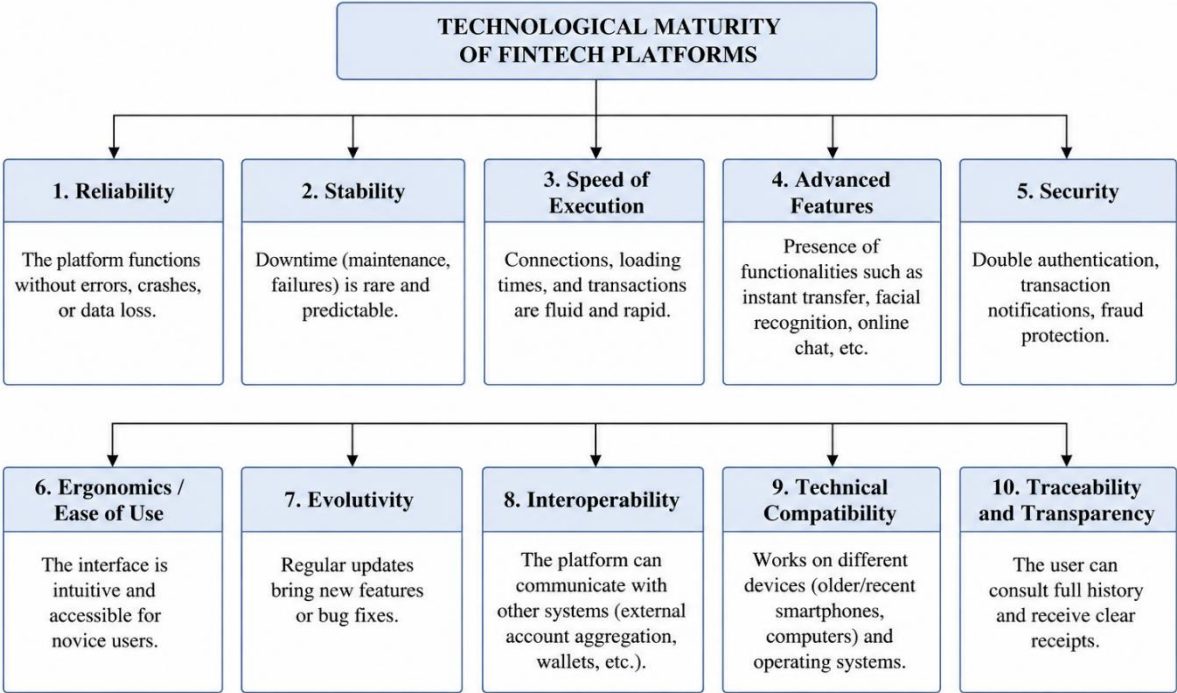 TECHNOLOGICAL MATURITY
OF FINTECH PLATFORMS
1. Reliability
The platform functions
without errors, crashes,
or data loss.
2. Stability
Downtime (maintenance,
failures) is rare and
predictable.
3. Speed of
Execution
Connections, loading
times, and transactions
are fluid and rapid.
4. Advanced
Features
Presence of
functionalities such as
instant transfer, facial
recognition, online
chat, etc.
5. Security
Double authentication,
transaction
notifications, fraud
protection.
6. Ergonomics /
Ease of Use
The interface is
intuitive and
accessible for
novice users.
7. Evolutivity
Regular updates
bring new features
or bug fixes.
8. Interoperability
The platform can
communicate with
other systems (external
account aggregation,
wallets, etc.).
9. Technical
Compatibility
Works on different
devices (older/recent
smartphones,
computers) and
operating systems.
10. Traceability
and Transparency
The user can
consult full history
and receive clear
receipts.